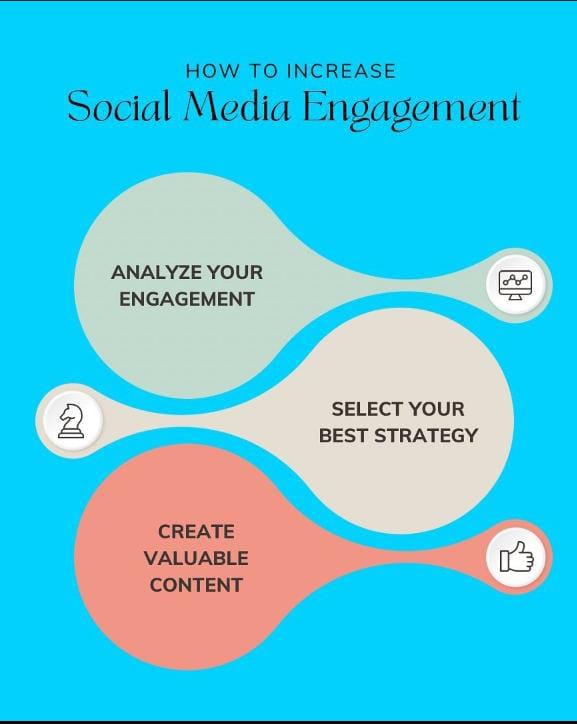 HOW TO INCREASE
Social Media Engagement
ANALYZE YOUR
ENGAGEMENT
SELECT YOUR
BEST STRATEGY
CREATE
VALUABLE
CONTENT